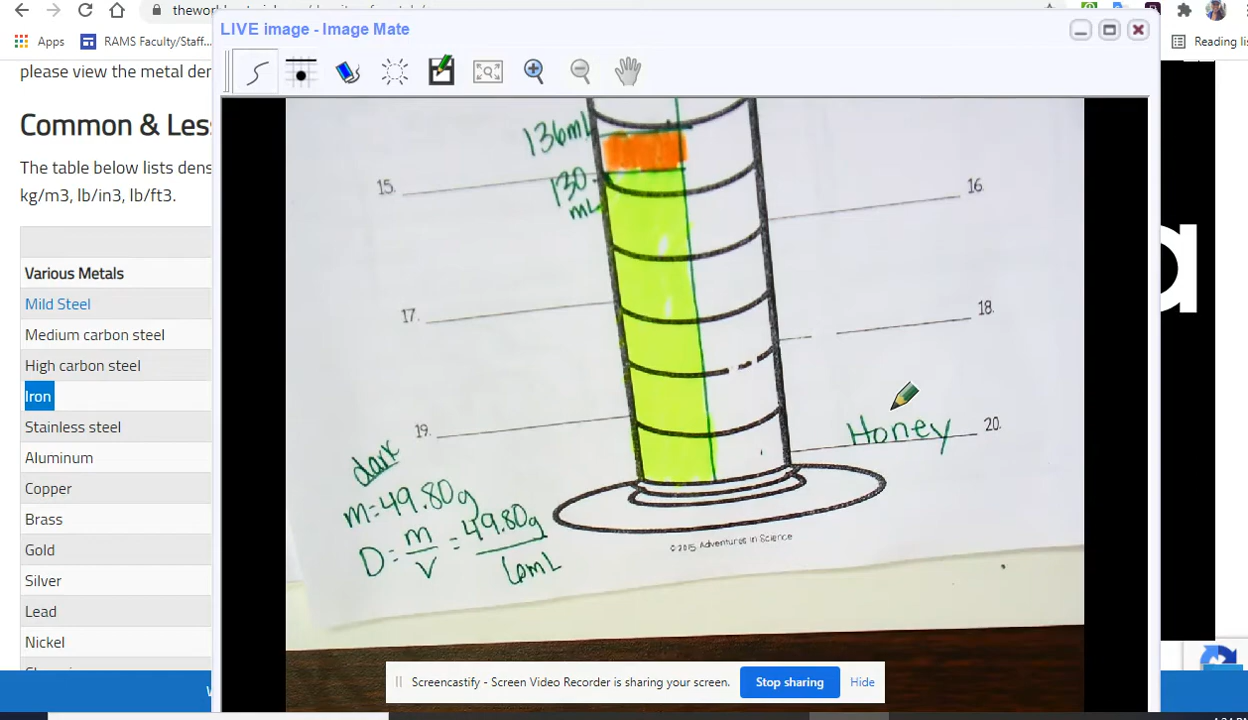 theworl
Apps
RAMS Faculty/Staff...
Reading lis
please view the metal der
Common & Les
The table below lists dens
kg/m3, lb/in3, lb/ft3.
Various Metals
Mild Steel
Medium carbon steel
High carbon steel
Iron
Stainless steel
Aluminum
Copper
Brass
Gold
Silver
Lead
Nickel
LIVE image - Image Mate
136mL
130
mL
15.
16.
17.
18.
19.
Honey 20.
dark
m=49.80g
D=m/v=49.80g/6mL
©2015 Adventures in Science
Screencastify - Screen Video Recorder is sharing your screen.
Stop sharing
Hide